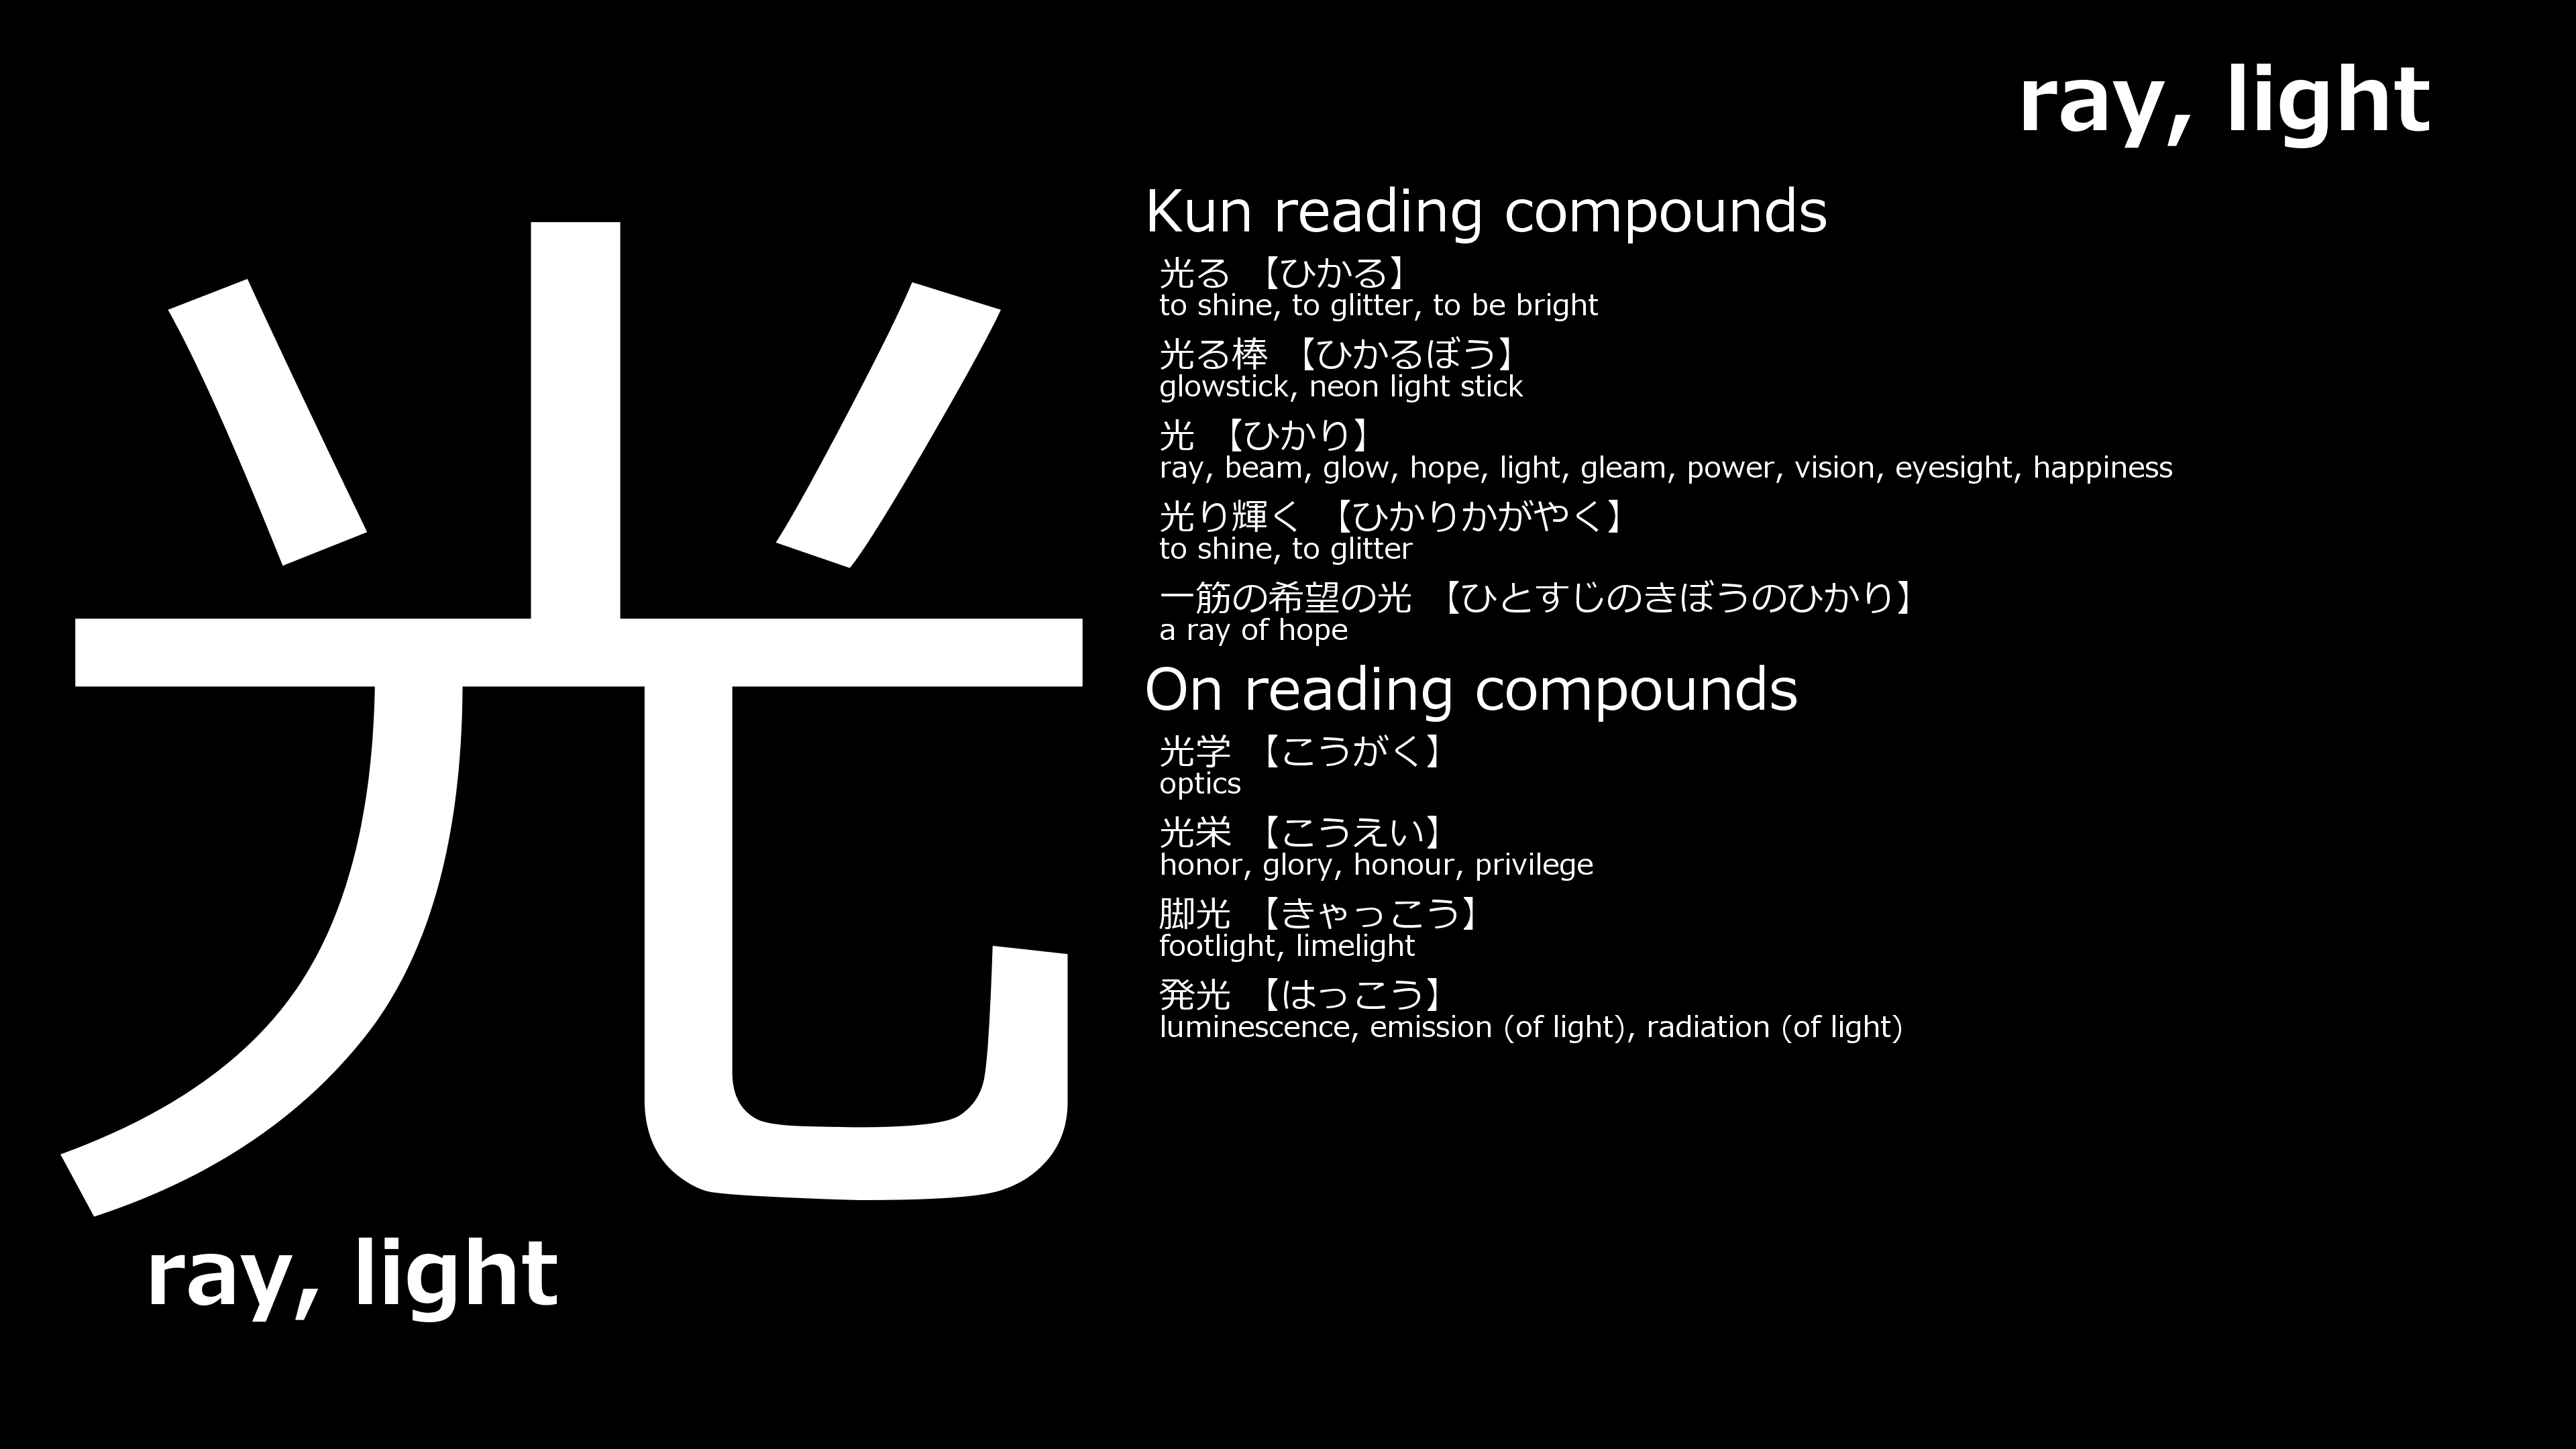 ray, light
光
ray, light
Kun reading compounds
光る 【ひかる】
to shine, to glitter, to be bright
光る棒 【ひかるぼう】
glowstick, neon light stick
光 【ひかり】
ray, beam, glow, hope, light, gleam, power, vision, eyesight, happiness
光り輝く 【ひかりかがやく】
to shine, to glitter
一筋の希望の光 【ひとすじのきぼうのひかり】
a ray of hope
On reading compounds
光学 【こうがく】
optics
光栄 【こうえい】
honor, glory, honour, privilege
脚光 【きゃっこう】
footlight, limelight
発光 【はっこう】
luminescence, emission (of light), radiation (of light)